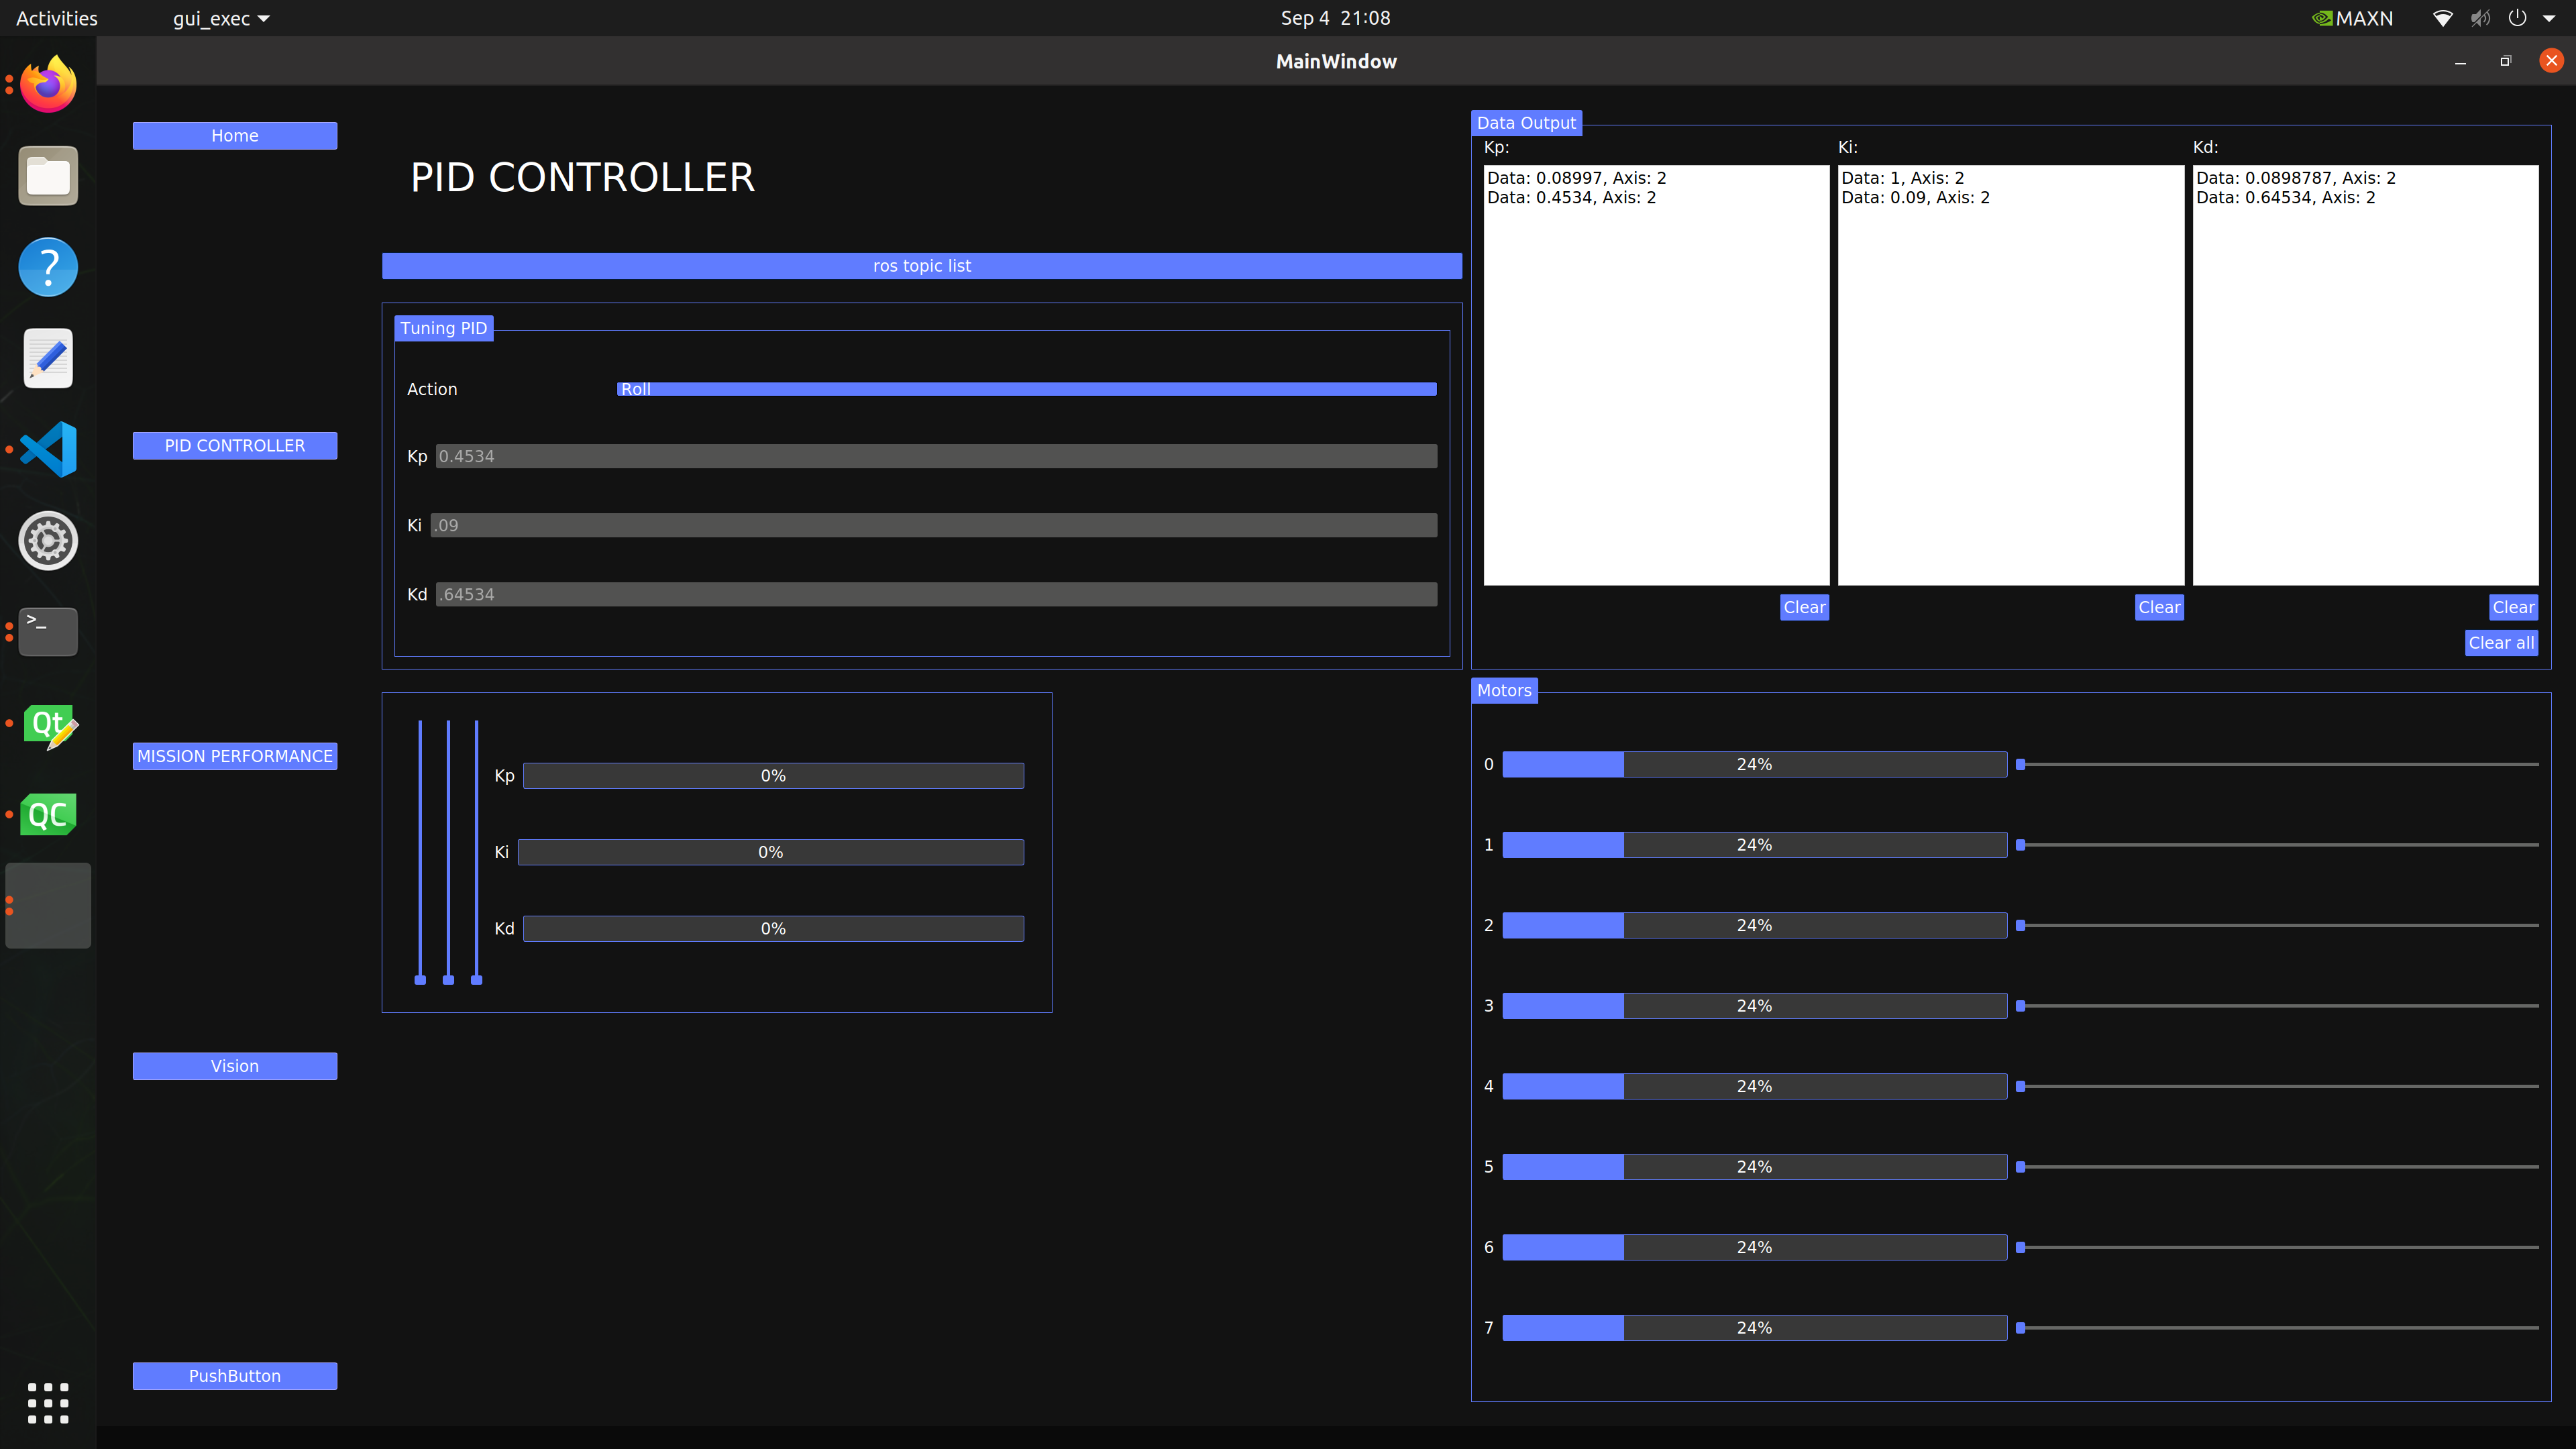 Activities
gui_exec
Sep 4 21:08
MAXN
MainWindow
Home
PID CONTROLLER
MISSION PERFORMANCE
Vision
PushButton
PID CONTROLLER
ros topic list
Tuning PID
Action
Roll
Kp 0.4534
Ki .09
Kd .64534
Kp 0%
Ki 0%
Kd 0%
Data Output
Kp:
Data: 0.08997, Axis: 2
Data: 0.4534, Axis: 2
Clear
Ki:
Data: 1, Axis: 2
Data: 0.09, Axis: 2
Clear
Kd:
Data: 0.0898787, Axis: 2
Data: 0.64534, Axis: 2
Clear
Clear all
Motors
0 24%
1 24%
2 24%
3 24%
4 24%
5 24%
6 24%
7 24%
?
>_
Qt
QC